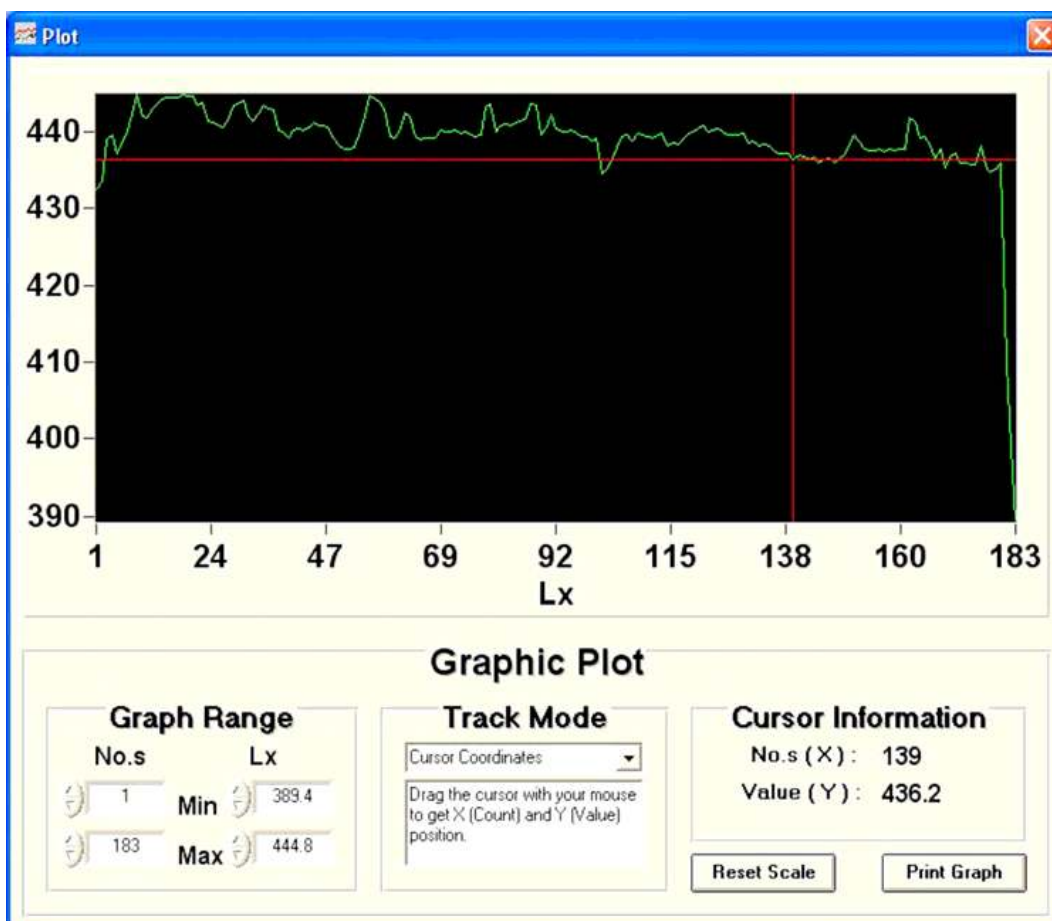 Plot
440
430
420
410
400
390
1 24 47 69 92 115 138 160 183
Lx
Graphic Plot
Graph Range
No.s Lx
1 Min 389.4
183 Max 444.8
Track Mode
Cursor Coordinates
Drag the cursor with your mouse
to get X (Count) and Y (Value)
position.
Cursor Information
No.s ( X ) : 139
Value ( Y ) : 436.2
Reset Scale Print Graph